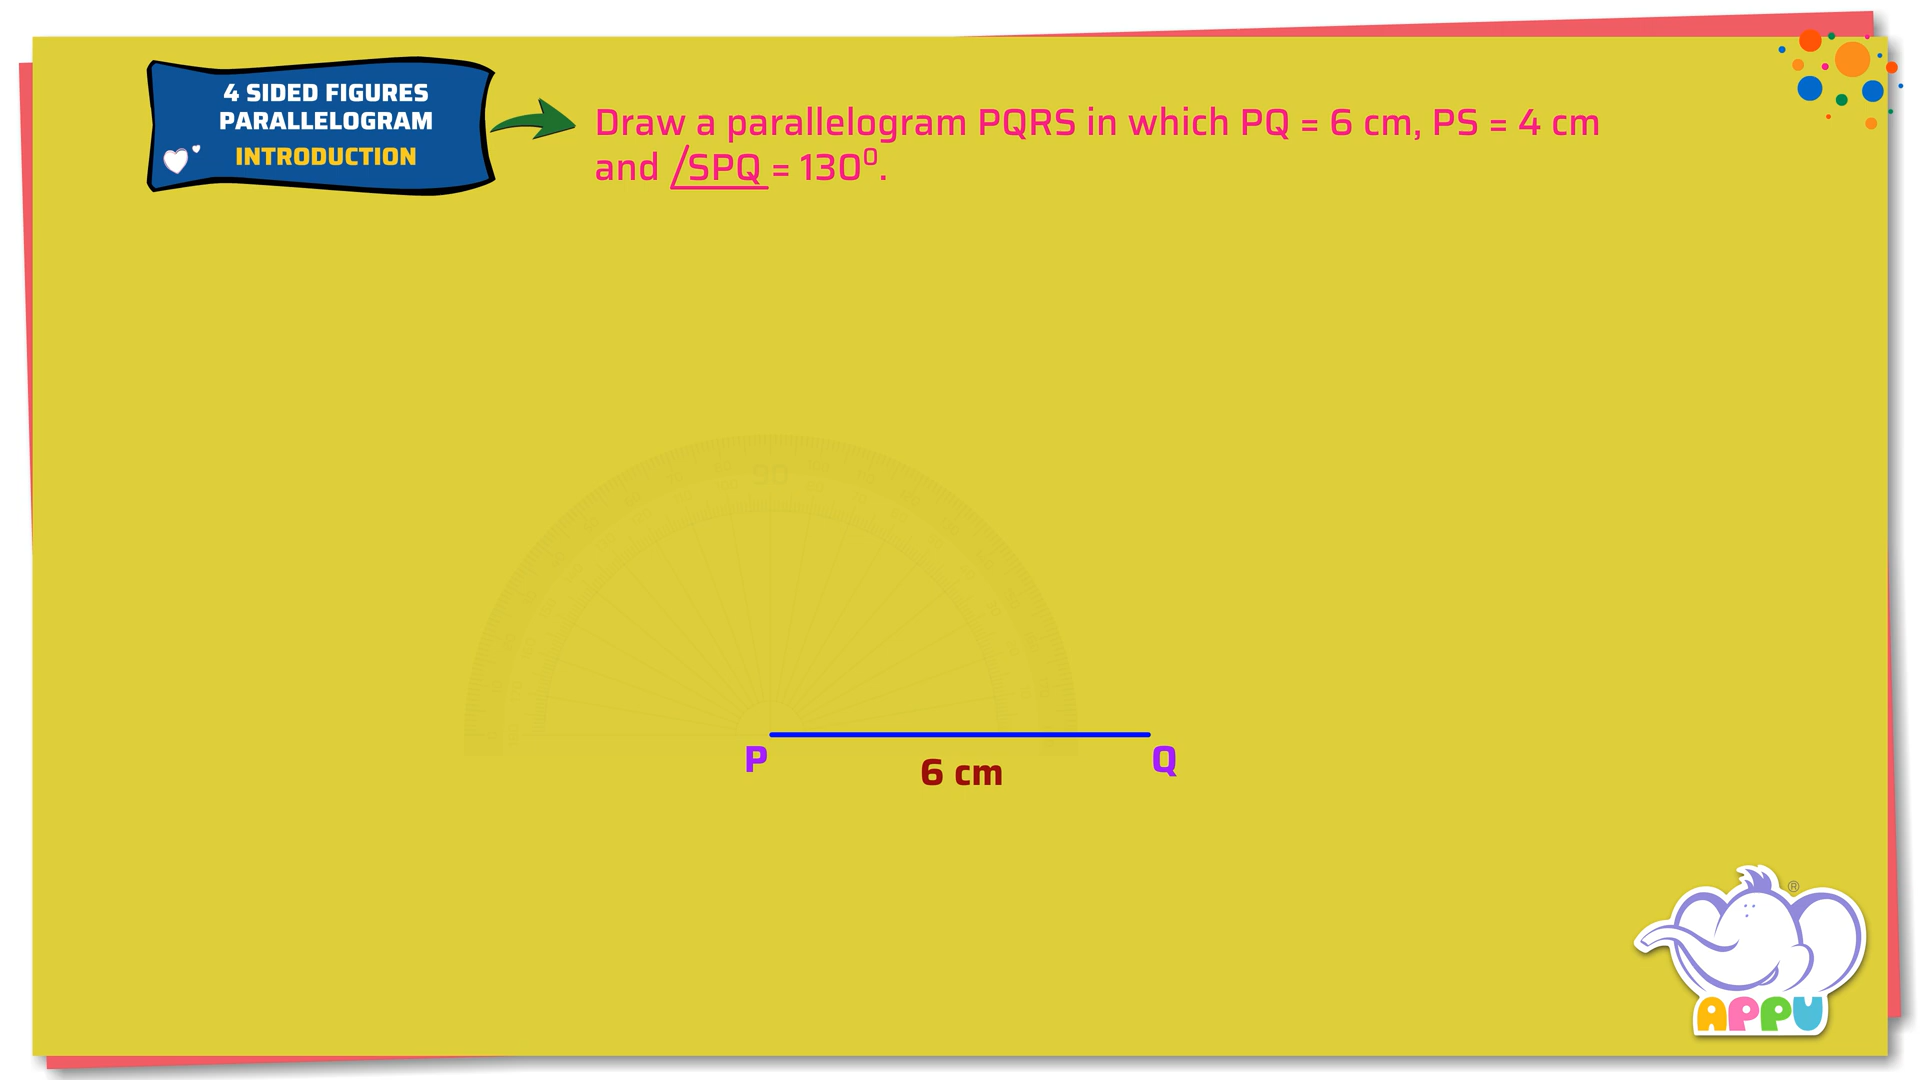 4 SIDED FIGURES
PARALLELOGRAM
INTRODUCTION
Draw a parallelogram PQRS in which PQ = 6 cm, PS = 4 cm
and ∠SPQ = 130⁰.
90
P
Q
6 cm
®
APPU